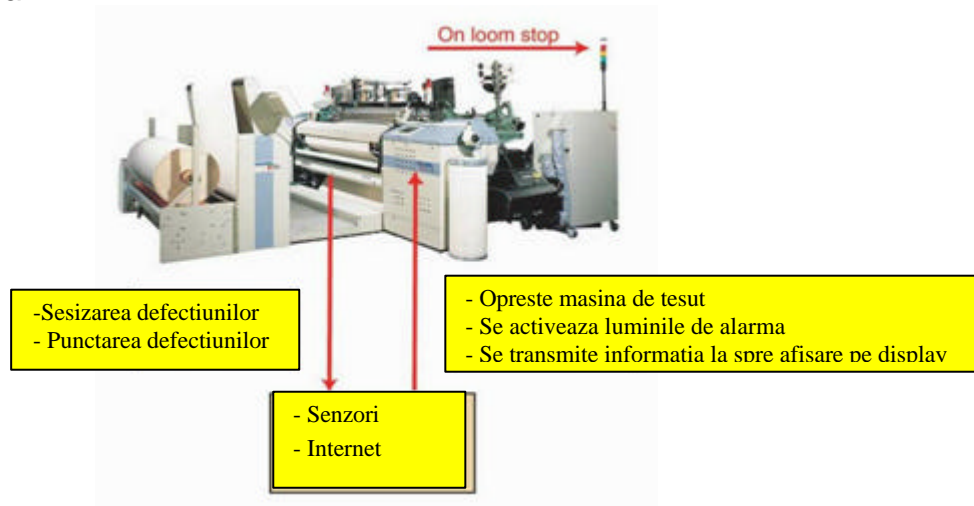 On loom stop
-Sesizarea defectiunilor
- Punctarea defectiunilor
- Opreste masina de tesut
- Se activeaza luminile de alarma
- Se transmite informatia la spre afisare pe display
- Senzori
- Internet